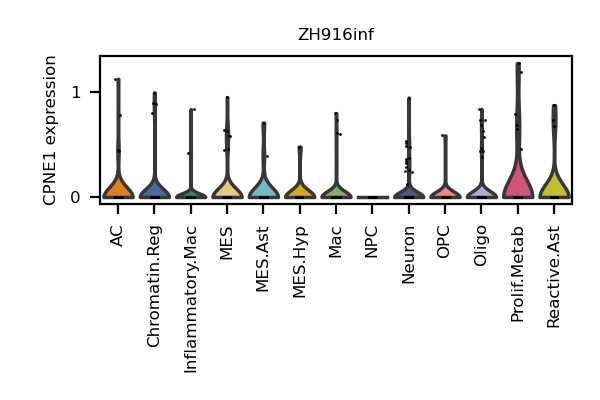 ZH916inf
CPNE1 expression
1
0
AC
Chromatin.Reg
Inflammatory.Mac
MES
MES.Ast
MES.Hyp
Mac
NPC
Neuron
OPC
Oligo
Prolif.Metab
Reactive.Ast